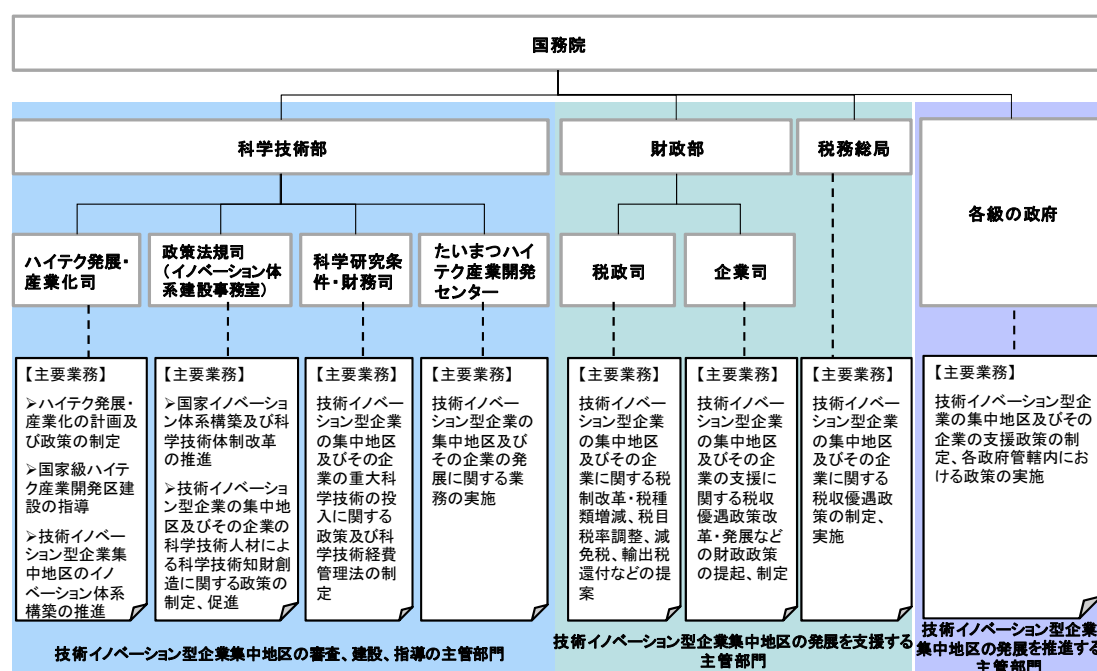 国務院
科学技術部
財政部
税務総局
各級の政府
ハイテク発展・
産業化司
政策法規司
(イノベーション体
系建設事務室)
科学研究条
件・財務司
たいまつハイ
テク産業開発
センター
税政司
企業司
【主要業務】
➢ハイテク発展・
産業化の計画及
び政策の制定
➢国家級ハイテ
ク産業開発区建
設の指導
➢技術イノベー
ション型企業集
中地区のイノ
ベーション体系
構築の推進
【主要業務】
➢国家イノベーショ
ン体系構築及び科
学技術体制改革
の推進
➢技術イノベーショ
ン型企業の集中地
区及びその企業の
科学技術人材によ
る科学技術知財創
造に関する政策の
制定、促進
【主要業務】
技術イノベー
ション型企業
の集中地区
及びその企業
の重大科学
技術の投
入に関する
政策及び科
学技術経費
管理法の制
定
【主要業務】
技術イノベー
ション型企業の
集中地区及び
その企業の発
展に関する業
務の実施
【主要業務】
技術イノベー
ション型企業
の集中地区
及びその企
業に関する税
制改革・税種
類増減、税目
税率調整、減
免税、輸出税
還付などの提
案
【主要業務】
技術イノベー
ション型企業
の集中地区
及びその企
業の支援に
関する税収
優遇政策改
革・発展など
の財政政策
の提起、制定
【主要業務】
技術イノベー
ション型企業
の集中地区
及びその企
業に関する
税収優遇政
策の制定、
実施
【主要業務】
技術イノベーション型企
業の集中地区及びその
企業の支援政策の制
定、各政府管轄内にお
ける政策の実施
技術イノベーション型企業集中地区の審査、建設、指導の主管部門
技術イノベーション型企業集中地区の発展を支援する
主管部門
技術イノベーション型企業
集中地区の発展を推進する
主管部門